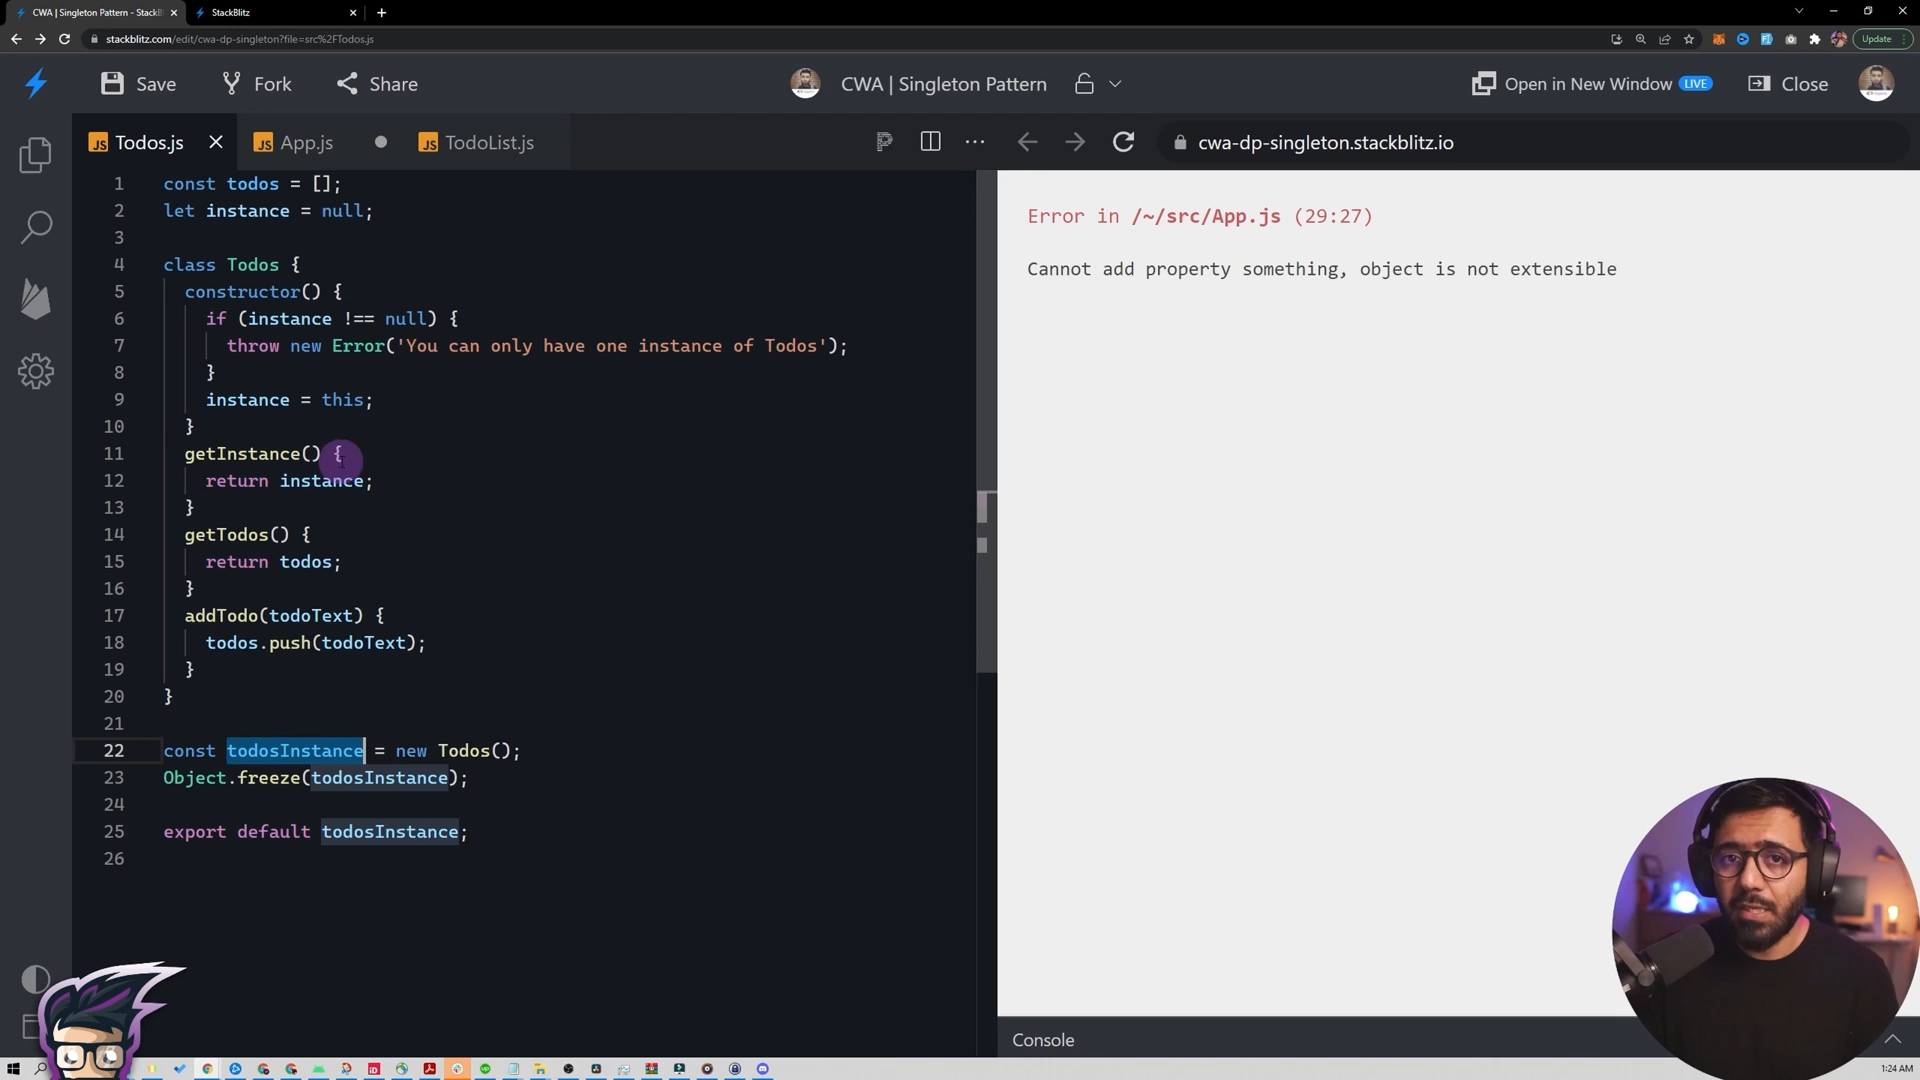 CWA | Singleton Pattern - StackB
StackBlitz
stackblitz.com/edit/cwa-dp-singleton?file=src%2FTodos.js
Update
Save
Fork
Share
CWA | Singleton Pattern
Open in New Window
LIVE
Close
JS Todos.js
JS App.js
JS TodoList.js
cwa-dp-singleton.stackblitz.io
1 const todos = [];
2 let instance = null;
3
4 class Todos {
5 constructor() {
6 if (instance !== null) {
7 throw new Error('You can only have one instance of Todos');
8 }
9 instance = this;
10 }
11 getInstance() {
12 return instance;
13 }
14 getTodos() {
15 return todos;
16 }
17 addTodo(todoText) {
18 todos.push(todoText);
19 }
20 }
21
22 const todosInstance = new Todos();
23 Object.freeze(todosInstance);
24
25 export default todosInstance;
26
Error in /~/src/App.js (29:27)
Cannot add property something, object is not extensible
Console
1:24 AM